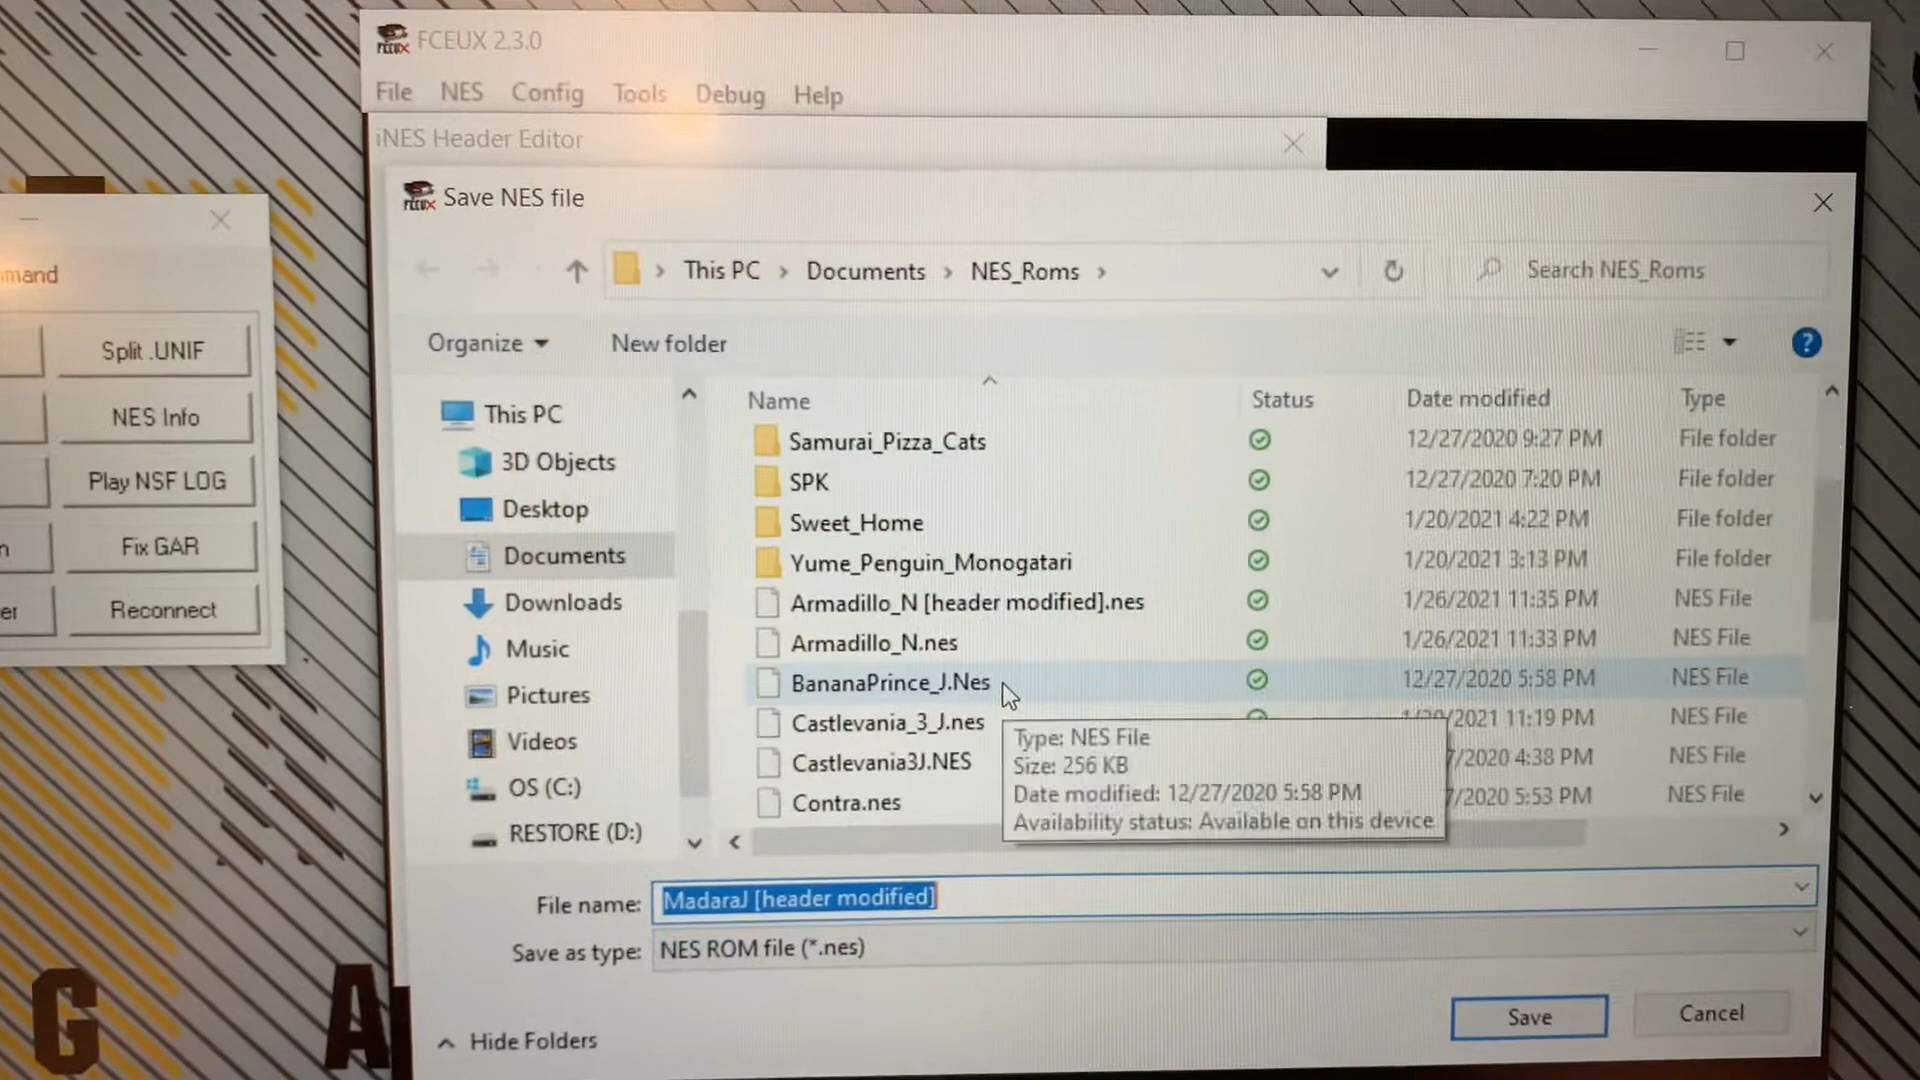 FCEUX 2.3.0
File NES Config Tools Debug Help
iNES Header Editor
Save NES file
This PC > Documents > NES_Roms >
Search NES_Roms
Organize
New folder
mmand
Split .UNIF
NES Info
Play NSF LOG
n
Fix GAR
er
Reconnect
This PC
3D Objects
Desktop
Documents
Downloads
Music
Pictures
Videos
OS (C:)
RESTORE (D:)
Name Status Date modified Type
Samurai_Pizza_Cats 12/27/2020 9:27 PM File folder
SPK 12/27/2020 7:20 PM File folder
Sweet_Home 1/20/2021 4:22 PM File folder
Yume_Penguin_Monogatari 1/20/2021 3:13 PM File folder
Armadillo_N [header modified].nes 1/26/2021 11:35 PM NES File
Armadillo_N.nes 1/26/2021 11:33 PM NES File
BananaPrince_J.Nes 12/27/2020 5:58 PM NES File
Castlevania_3_J.nes /2021 11:19 PM NES File
Castlevania3J.NES 7/2020 4:38 PM NES File
Contra.nes 7/2020 5:53 PM NES File
Type: NES File
Size: 256 KB
Date modified: 12/27/2020 5:58 PM
Availability status: Available on this device
File name: MadaraJ [header modified]
Save as type: NES ROM file (*.nes)
Hide Folders
Save
Cancel
G A